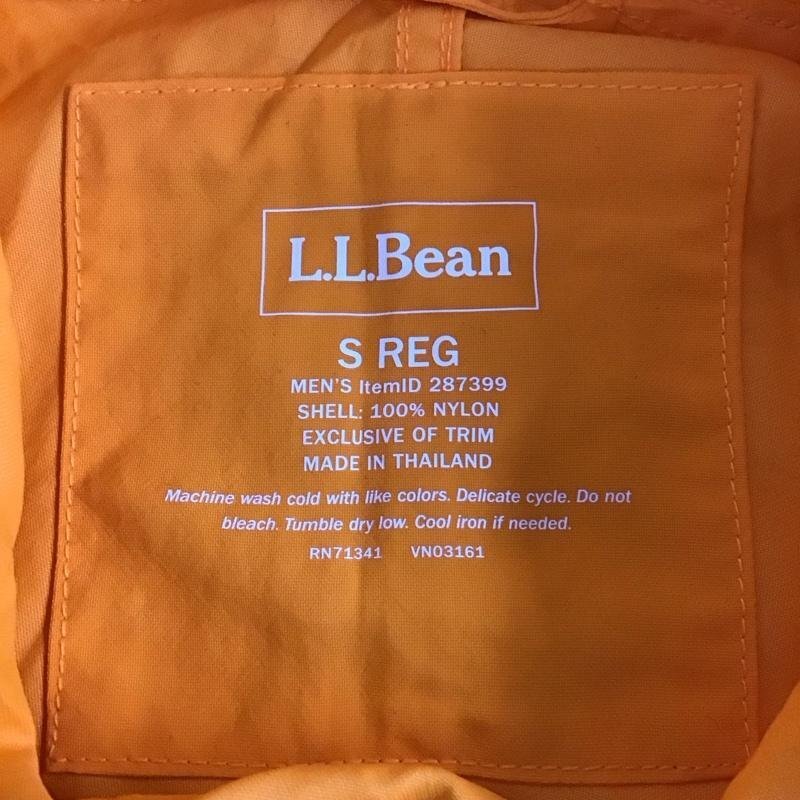 L.L.Bean
S REG
MEN'S ItemID 287399
SHELL: 100% NYLON
EXCLUSIVE OF TRIM
MADE IN THAILAND
Machine wash cold with like colors. Delicate cycle. Do not
bleach. Tumble dry low. Cool iron if needed.
RN71341 VN03161